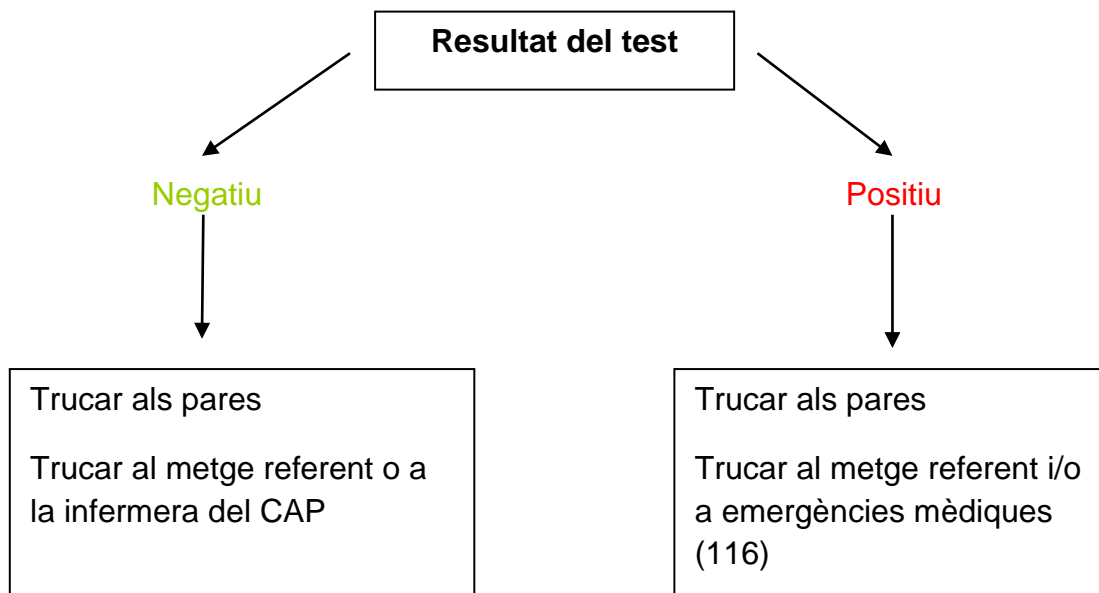 Resultat del test
Negatiu
Positiu
Trucar als pares
Trucar al metge referent o a
la infermera del CAP
Trucar als pares
Trucar al metge referent i/o
a emergències mèdiques
(116)